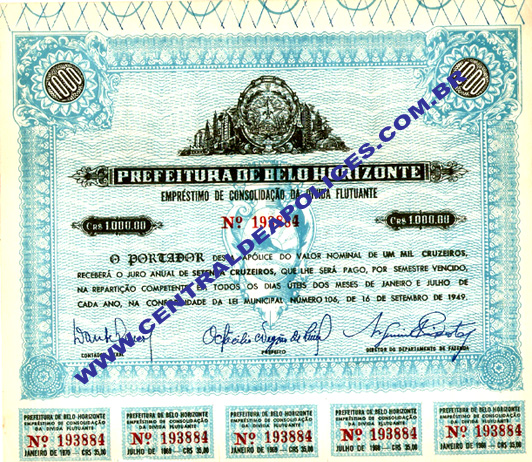 1000
1000
PREFEITURA DE BELO HORIZONTE
EMPRÉSTIMO DE CONSOLIDAÇÃO DA DIVIDA FLUTUANTE
Nº 193884
CR$ 1.000,00
CR$ 1.000,00
O PORTADOR DESTA APÓLICE DO VALOR NOMINAL DE UM MIL CRUZEIROS,
RECEBERÁ O JURO ANUAL DE SETENTA CRUZEIROS, QUE LHE SERÁ PAGO, POR SEMESTRE VENCIDO,
NA REPARTIÇÃO COMPETENTE EM TODOS OS DIAS ÚTEIS DOS MESES DE JANEIRO E JULHO DE
CADA ANO, NA CONFORMIDADE DA LEI MUNICIPAL NÚMERO 106, DE 16 DE SETEMBRO DE 1949.
CONTADOR GERAL
PREFEITO
DIRETOR DO DEPARTAMENTO DE FAZENDA
WWW.CENTRALDEAPOLICES.COM.BR
PREFEITURA DE BELO HORIZONTE
EMPRÉSTIMO DE CONSOLIDAÇÃO
DA DIVIDA FLUTUANTE
Nº 193884
JANEIRO DE 1970 — CR$ 35,00
PREFEITURA DE BELO HORIZONTE
EMPRÉSTIMO DE CONSOLIDAÇÃO
DA DIVIDA FLUTUANTE
Nº 193884
JULHO DE 1969 — CR$ 35,00
PREFEITURA DE BELO HORIZONTE
EMPRÉSTIMO DE CONSOLIDAÇÃO
DA DIVIDA FLUTUANTE
Nº 193884
JANEIRO DE 1969 — CR$ 35,00
PREFEITURA DE BELO HORIZONTE
EMPRÉSTIMO DE CONSOLIDAÇÃO
DA DIVIDA FLUTUANTE
Nº 193884
JULHO DE 1968 — CR$ 35,00
PREFEITURA DE BELO HORIZONTE
EMPRÉSTIMO DE CONSOLIDAÇÃO
DA DIVIDA FLUTUANTE
Nº 193884
JANEIRO DE 1968 — CR$ 35,00